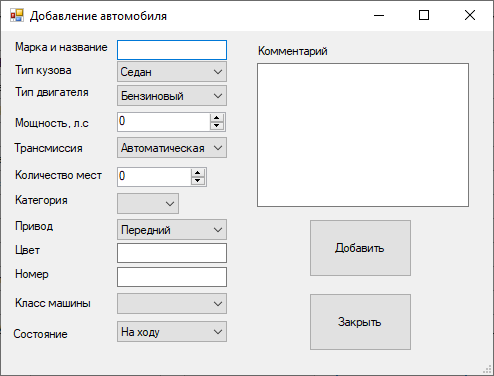 Добавление автомобиля
Марка и название
Тип кузова Седан
Тип двигателя Бензиновый
Мощность, л.с 0
Трансмиссия Автоматическая
Количество мест 0
Категория
Привод Передний
Цвет
Номер
Класс машины
Состояние На ходу
Комментарий
Добавить
Закрыть